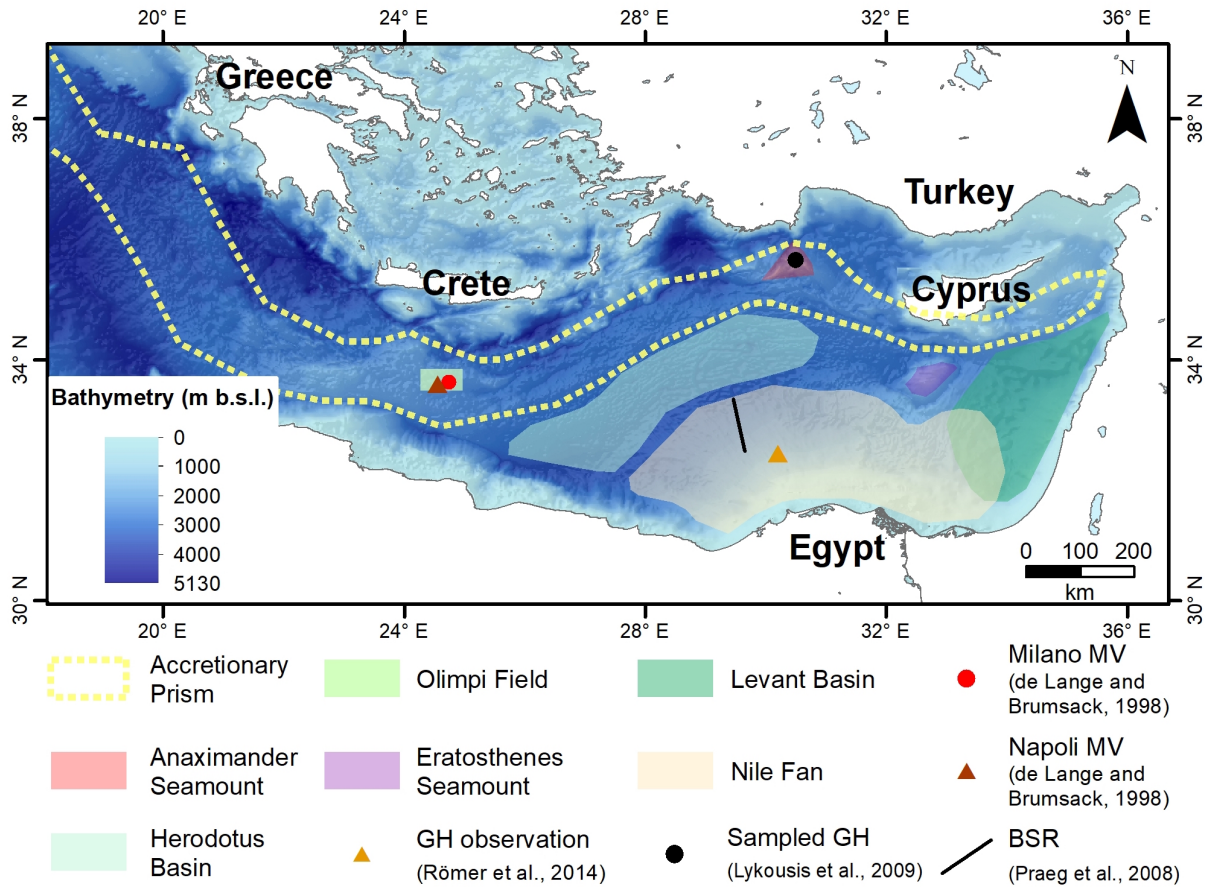 20° E 24° E 28° E 32° E 36° E
N
38° N
38° N
34° N
34° N
30° N
30° N
Greece
Turkey
Crete
Cyprus
Egypt
Bathymetry (m b.s.l.)
0
1000
2000
3000
4000
5130
0 100 200
km
20° E 24° E 28° E 32° E 36° E
Accretionary
Prism
Olimpi Field
Levant Basin
Milano MV
(de Lange and
Brumsack, 1998)
Anaximander
Seamount
Eratosthenes
Seamount
Nile Fan
Napoli MV
(de Lange and
Brumsack, 1998)
Herodotus
Basin
GH observation
(Römer et al., 2014)
Sampled GH
(Lykousis et al., 2009)
BSR
(Praeg et al., 2008)